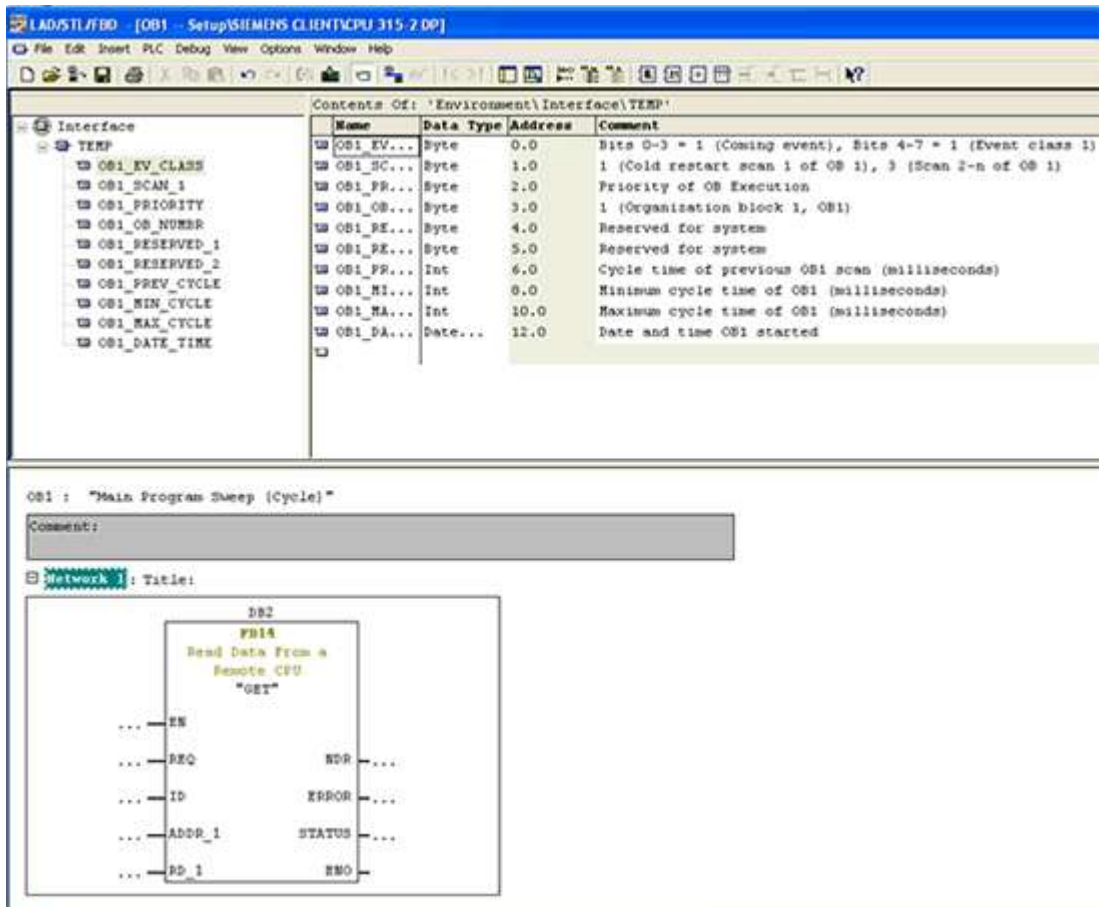 LAD/STL/FBD - [OB1 -- Setup\SIEMENS CLIENT\CPU 315-2 DP]
File Edit Insert PLC Debug View Options Window Help
Contents Of: 'Environment\Interface\TEMP'
Interface
TEMP
OB1_EV_CLASS
OB1_SCAN_1
OB1_PRIORITY
OB1_OB_NUMBR
OB1_RESERVED_1
OB1_RESERVED_2
OB1_PREV_CYCLE
OB1_MIN_CYCLE
OB1_MAX_CYCLE
OB1_DATE_TIME
Name Data Type Address Comment
OB1_EV... Byte 0.0 Bits 0-3 = 1 (Coming event), Bits 4-7 = 1 (Event class 1)
OB1_SC... Byte 1.0 1 (Cold restart scan 1 of OB 1), 3 (Scan 2-n of OB 1)
OB1_PR... Byte 2.0 Priority of OB Execution
OB1_OB... Byte 3.0 1 (Organization block 1, OB1)
OB1_RE... Byte 4.0 Reserved for system
OB1_RE... Byte 5.0 Reserved for system
OB1_PR... Int 6.0 Cycle time of previous OB1 scan (milliseconds)
OB1_MI... Int 8.0 Minimum cycle time of OB1 (milliseconds)
OB1_MA... Int 10.0 Maximum cycle time of OB1 (milliseconds)
OB1_DA... Date... 12.0 Date and time OB1 started
OB1 : "Main Program Sweep (Cycle)"
Comment:
Network 1: Title:
DB2
FB14
Read Data From a
Remote CPU
"GET"
... EN
... REQ NDR ...
... ID ERROR ...
... ADDR_1 STATUS ...
... RD_1 ENO